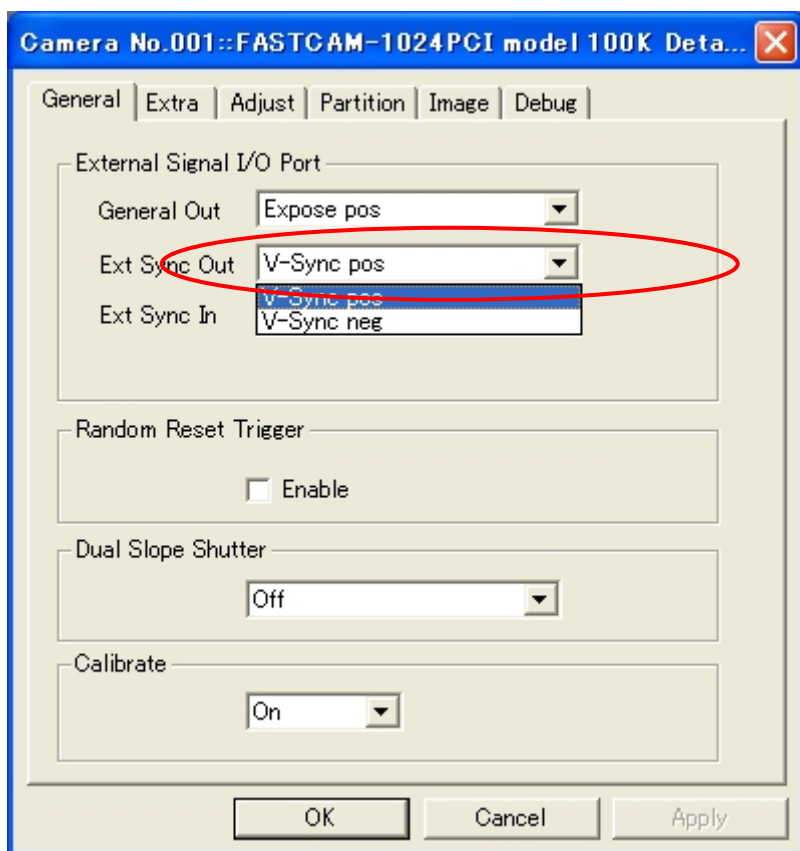 Camera No.001::FASTCAM-1024PCI model 100K Deta...
General Extra Adjust Partition Image Debug
External Signal I/O Port
General Out Expose pos
Ext Sync Out V-Sync pos
V-Sync pos
Ext Sync In V-Sync neg
Random Reset Trigger
Enable
Dual Slope Shutter
Off
Calibrate
On
OK Cancel Apply